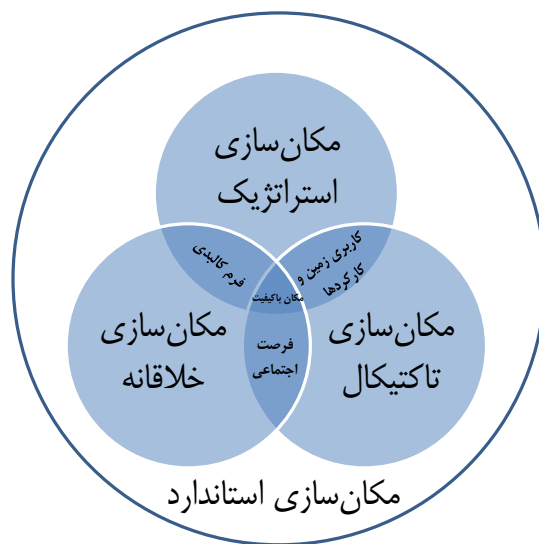 مکان‌سازی
استراتژیک
فرم کالبدی
کاربری زمین و
کارکردها
مکان باکیفیت
مکان‌سازی
تاکتیکال
فرصت
اجتماعی
مکان‌سازی
خلاقانه
مکان‌سازی استاندارد